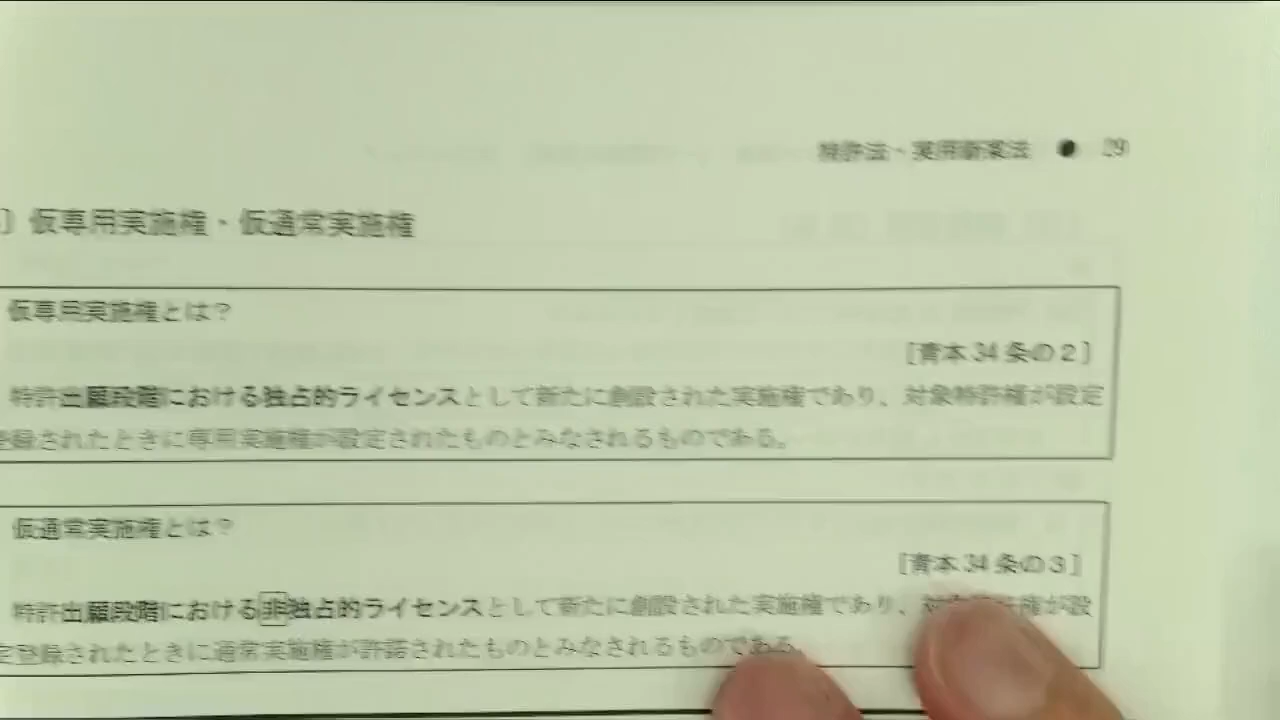 特許法・実用新案法 ● 29
］仮専用実施権・仮通常実施権
仮専用実施権とは？
［青本34条の2］
特許出願段階における独占的ライセンスとして新たに創設された実施権であり、対象特許権が設定
登録されたときに専用実施権が設定されたものとみなされるものである。
仮通常実施権とは？
［青本34条の3］
特許出願段階における非独占的ライセンスとして新たに創設された実施権であり、対 権が設
定登録されたときに通常実施権が許諾されたものとみなされるものである。